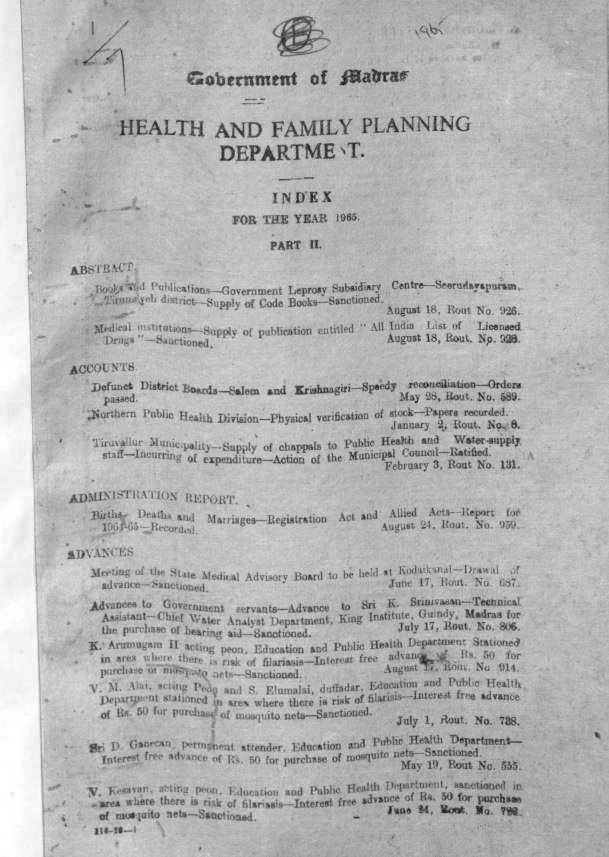 1965
Government of Madras
HEALTH AND FAMILY PLANNING
DEPARTMENT.
INDEX
FOR THE YEAR 1965.
PART II.
ABSTRACT
Books and Publications—Government Leprosy Subsidiary Centre—Seerudayapuram,
Tirunelveli district—Supply of Code Books—Sanctioned.
August 18, Rout No. 926.
Medical institutions—Supply of publication entitled " All India List of Licensed
Drugs "—Sanctioned. August 18, Rout. No. 928.
ACCOUNTS.
Defunct District Boards—Salem and Krishnagiri—Speedy reconciliation—Orders
passed. May 28, Rout. No. 589.
Northern Public Health Division—Physical verification of stock—Papers recorded.
January 2, Rout. No. 8.
Tiruvallur Municipality—Supply of chappals to Public Health and Water-supply
staff—Incurring of expenditure—Action of the Municipal Council—Ratified.
February 3, Rout No. 131.
ADMINISTRATION REPORT.
Births, Deaths and Marriages—Registration Act and Allied Acts—Report for
1964-65—Recorded. August 24, Rout. No. 959.
ADVANCES
Meeting of the State Medical Advisory Board to be held at Kodaikanal—Drawal of
advance—Sanctioned. June 17, Rout. No. 687.
Advances to Government servants—Advance to Sri K. Srinivasan—Technical
Assistant—Chief Water Analyst Department, King Institute, Guindy, Madras for
the purchase of hearing aid—Sanctioned. July 17, Rout. No. 806.
K. Arumugam II acting peon, Education and Public Health Department Stationed
in area where there is risk of filariasis—Interest free advance of Rs. 50 for
purchase of mosquito nets—Sanctioned. August 17, Rout. No 914.
V. M. Alat, acting Peon and S. Elumalai, duffadar, Education and Public Health
Department stationed in area where there is risk of filarisis—Interest free advance
of Rs. 50 for purchase of mosquito nets—Sanctioned.
July 1, Rout. No. 738.
Sri D. Ganecan permanent attender, Education and Public Health Department—
Interest free advance of Rs. 50 for purchase of mosquito nets—Sanctioned.
May 19, Rout No. 555.
V. Kesavan, acting peon, Education and Public Health Department, sanctioned in
area where there is risk of filariasis—Interest free advance of Rs. 50 for purchase
of mosquito nets—Sanctioned. June 24, Rout. No.